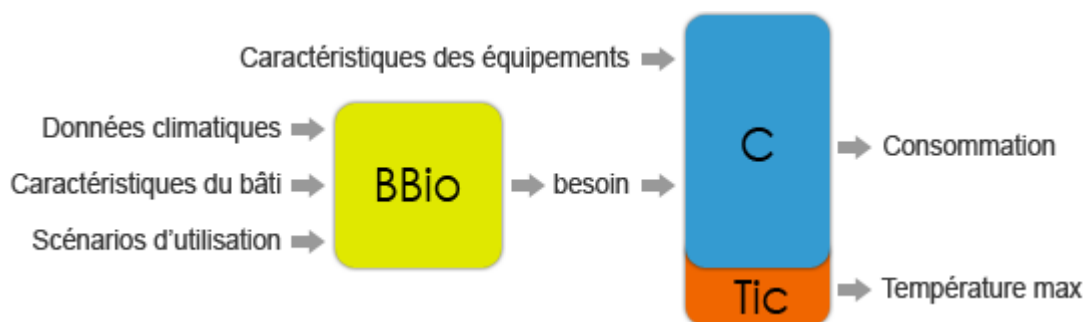 Caractéristiques des équipements
Données climatiques
Caractéristiques du bâti
Scénarios d'utilisation
BBio
besoin
C
Consommation
Tic
Température max